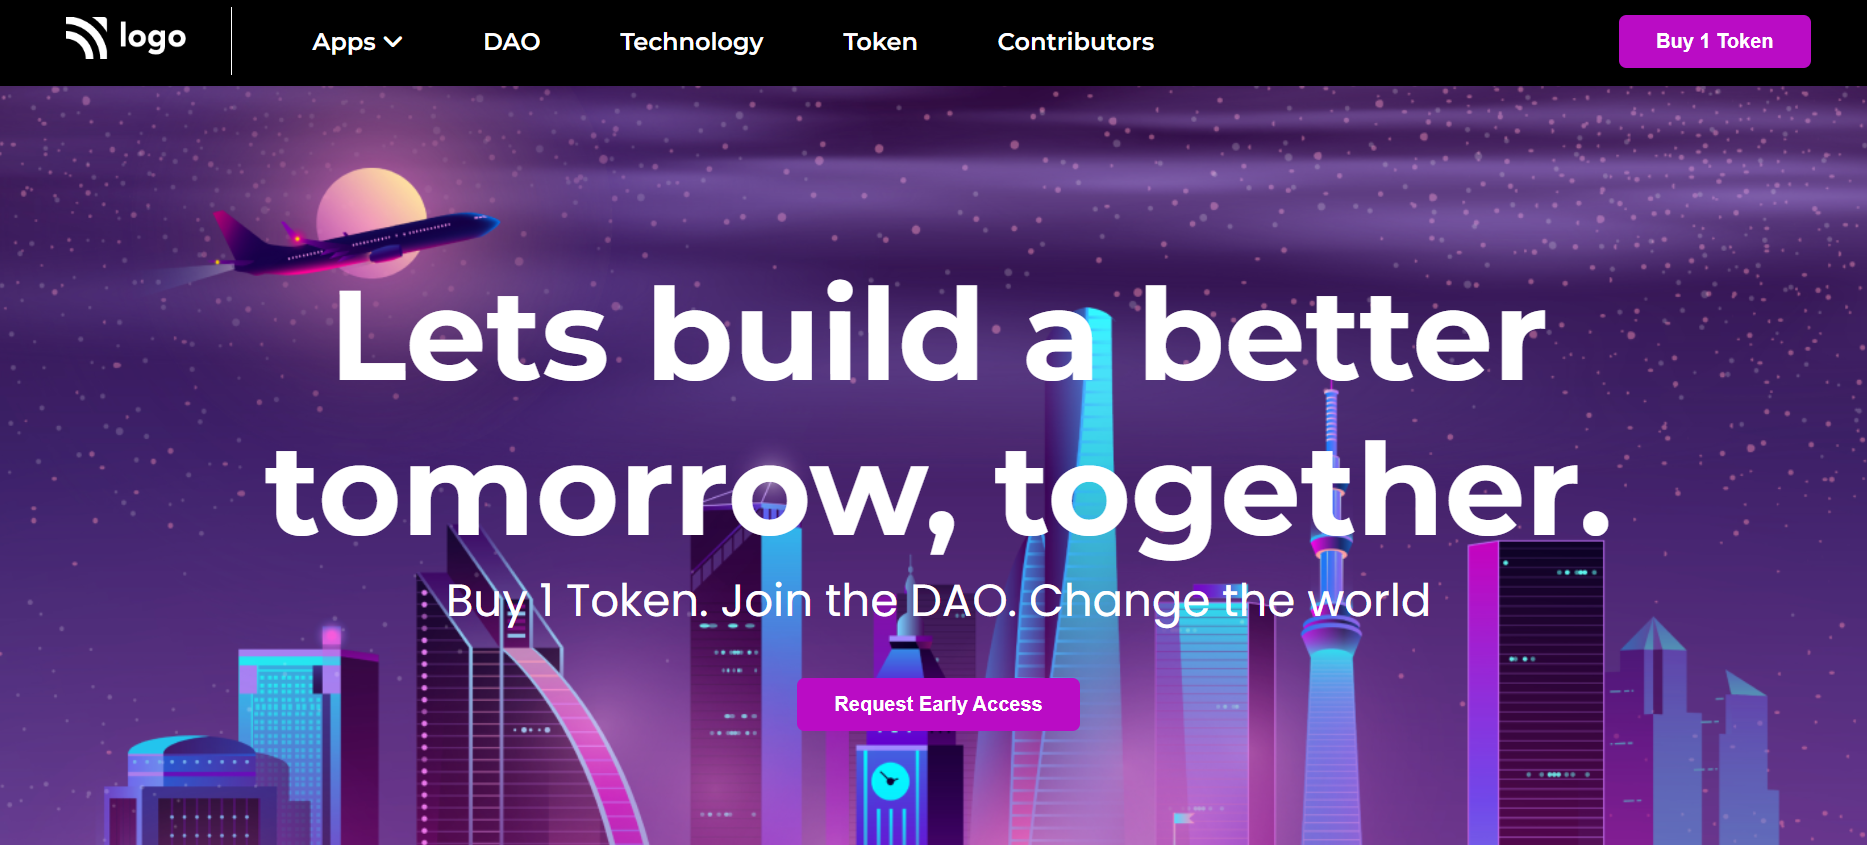 logo
Apps
DAO
Technology
Token
Contributors
Buy 1 Token
Lets build a better
tomorrow, together.
Buy 1 Token. Join the DAO. Change the world
Request Early Access